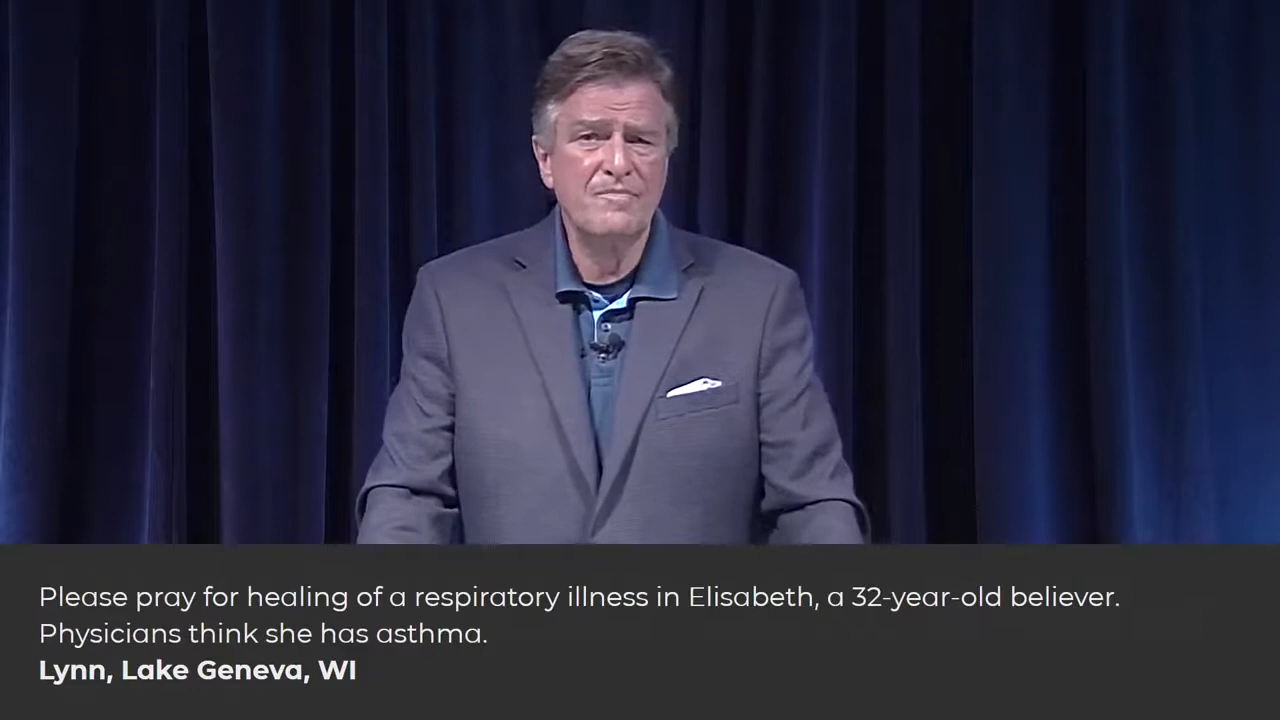 Please pray for healing of a respiratory illness in Elisabeth, a 32-year-old believer.
Physicians think she has asthma.
Lynn, Lake Geneva, WI